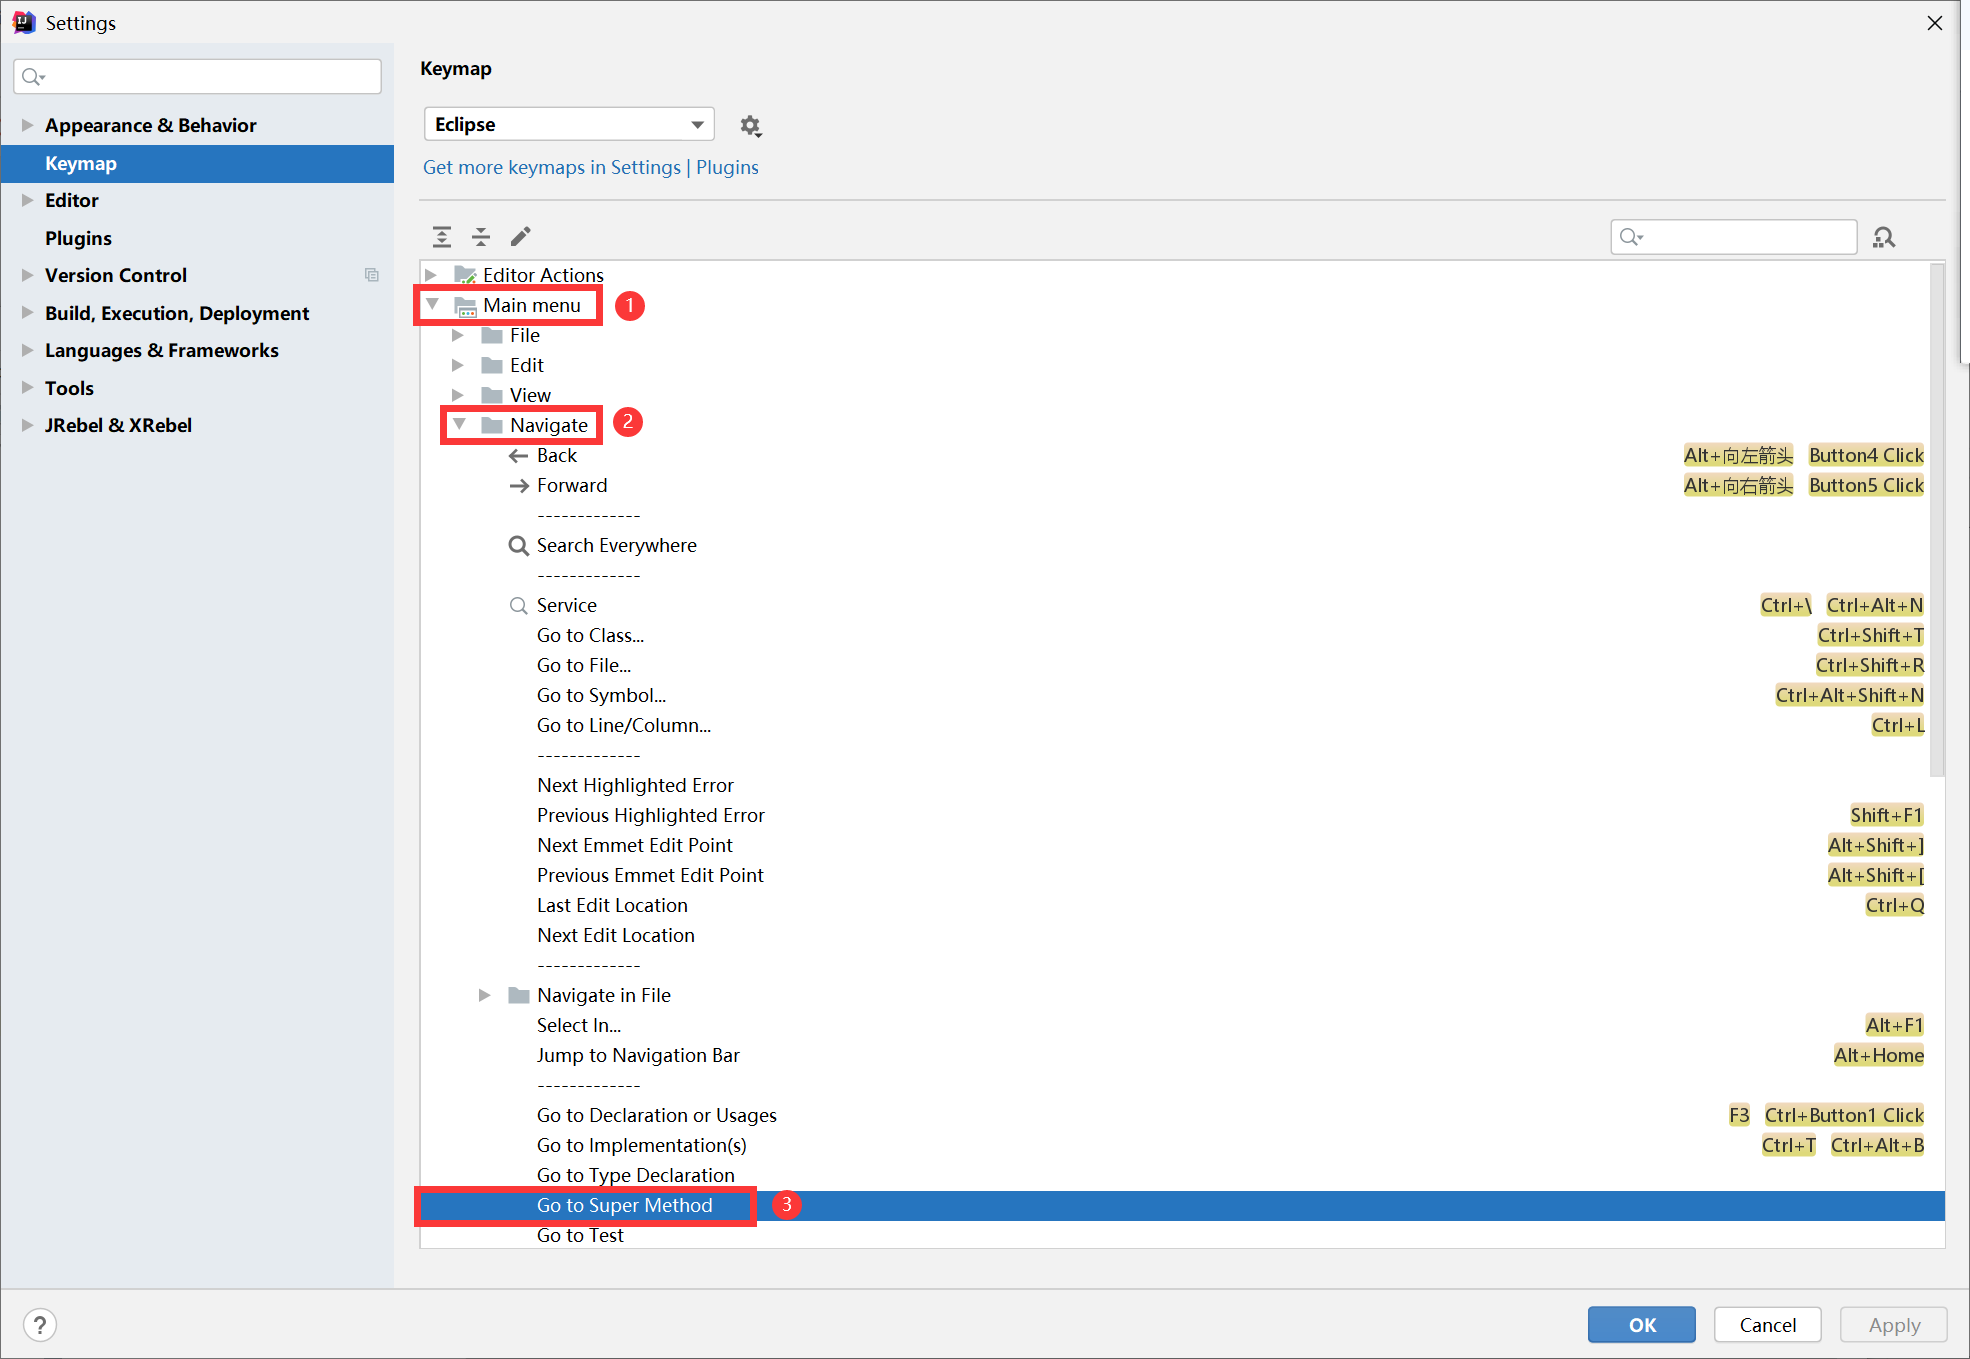 Settings
Keymap
Appearance & Behavior
Keymap
Editor
Plugins
Version Control
Build, Execution, Deployment
Languages & Frameworks
Tools
JRebel & XRebel
Eclipse
Get more keymaps in Settings | Plugins
Editor Actions
Main menu 1
File
Edit
View
Navigate 2
Back Alt+向左箭头 Button4 Click
Forward Alt+向右箭头 Button5 Click
-------------
Search Everywhere
-------------
Service Ctrl+\ Ctrl+Alt+N
Go to Class... Ctrl+Shift+T
Go to File... Ctrl+Shift+R
Go to Symbol... Ctrl+Alt+Shift+N
Go to Line/Column... Ctrl+L
-------------
Next Highlighted Error
Previous Highlighted Error Shift+F1
Next Emmet Edit Point Alt+Shift+]
Previous Emmet Edit Point Alt+Shift+[
Last Edit Location Ctrl+Q
Next Edit Location
-------------
Navigate in File
Select In... Alt+F1
Jump to Navigation Bar Alt+Home
-------------
Go to Declaration or Usages F3 Ctrl+Button1 Click
Go to Implementation(s) Ctrl+T Ctrl+Alt+B
Go to Type Declaration
Go to Super Method 3
Go to Test
? OK Cancel Apply